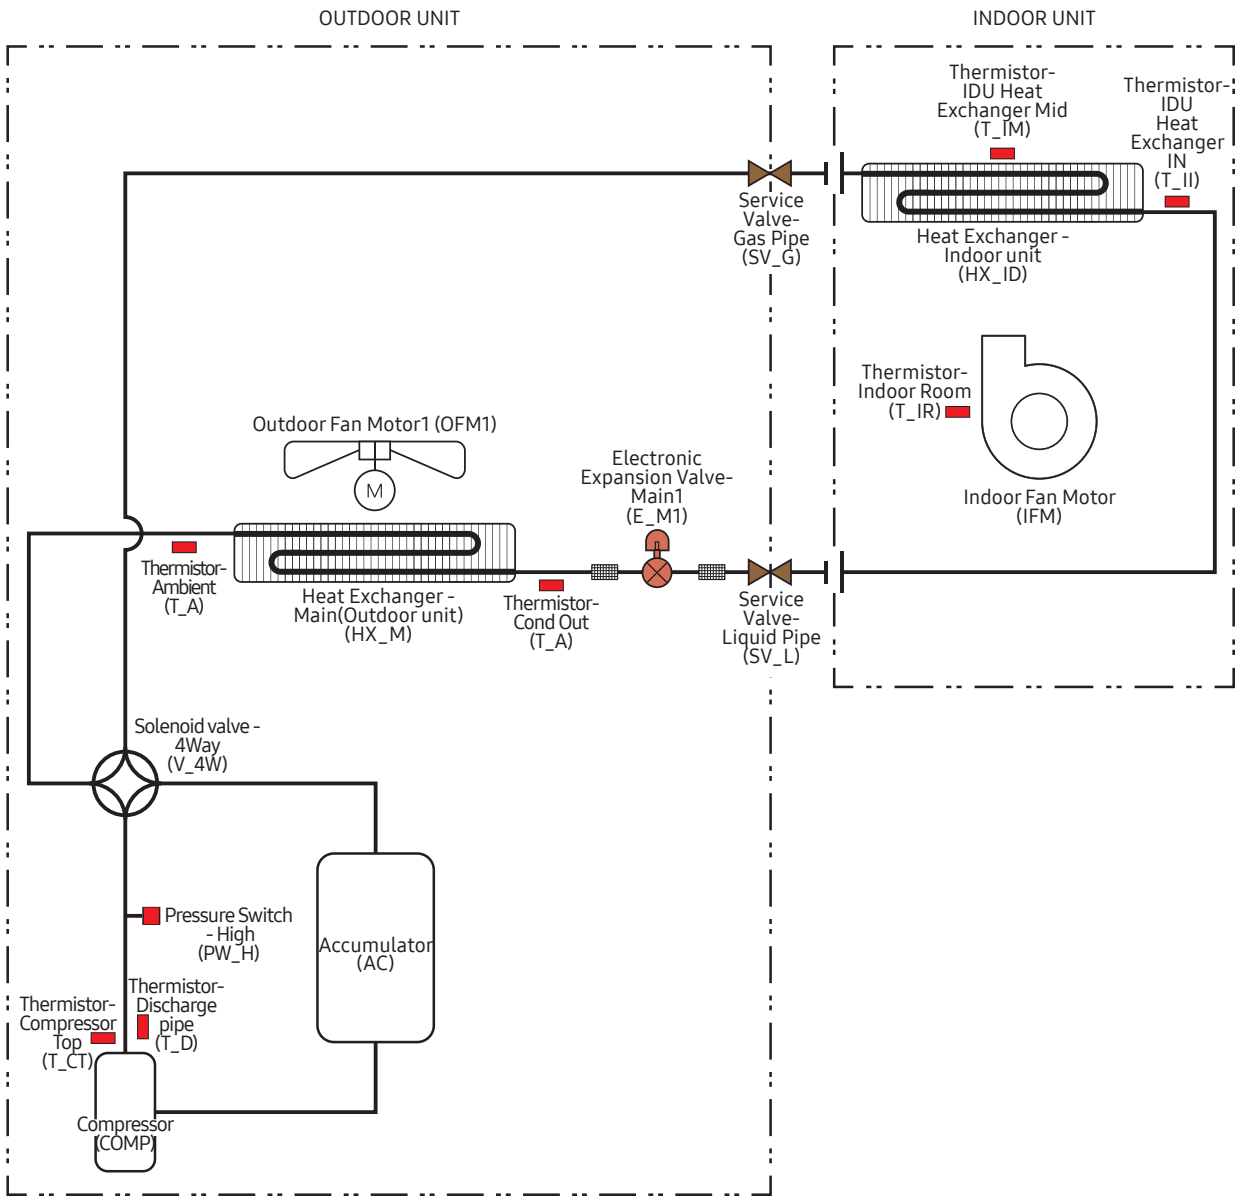 OUTDOOR UNIT
INDOOR UNIT
Thermistor-
IDU Heat
Exchanger Mid
(T_IM)
Thermistor-
IDU
Heat
Exchanger
IN
(T_II)
Service
Valve-
Gas Pipe
(SV_G)
Heat Exchanger -
Indoor unit
(HX_ID)
Thermistor-
Indoor Room
(T_IR)
Indoor Fan Motor
(IFM)
Outdoor Fan Motor1 (OFM1)
M
Electronic
Expansion Valve-
Main1
(E_M1)
Thermistor-
Ambient
(T_A)
Heat Exchanger -
Main(Outdoor unit)
(HX_M)
Thermistor-
Cond Out
(T_A)
Service
Valve-
Liquid Pipe
(SV_L)
Solenoid valve -
4Way
(V_4W)
Pressure Switch
- High
(PW_H)
Accumulator
(AC)
Thermistor-
Compressor
Top
(T_CT)
Thermistor-
Discharge
pipe
(T_D)
Compressor
(COMP)